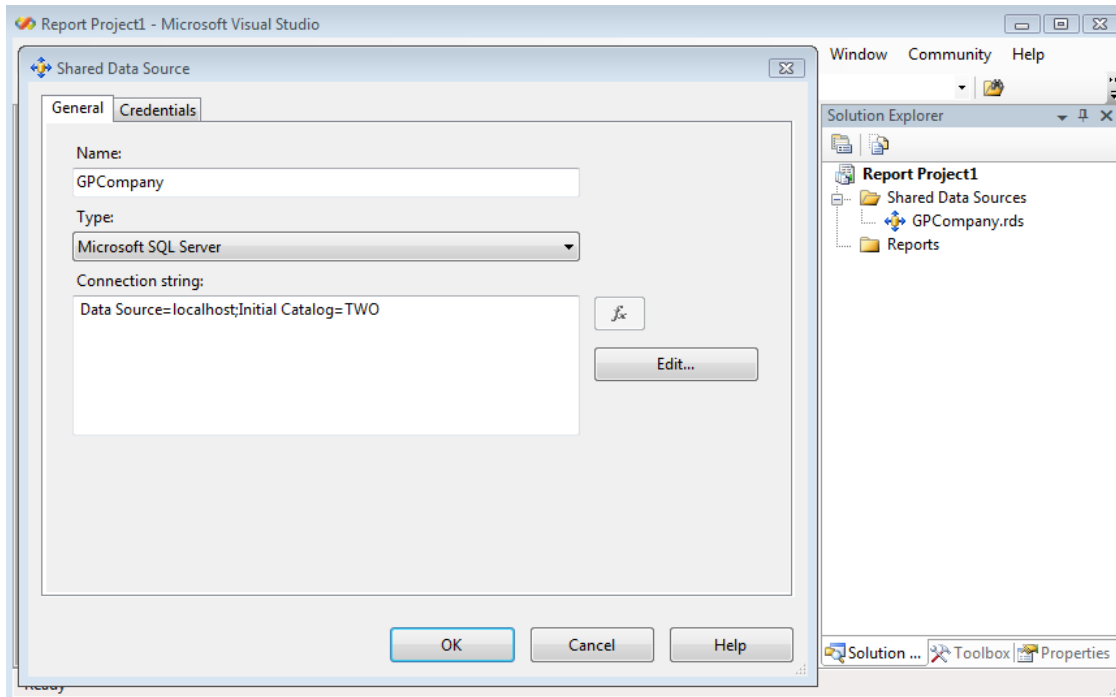 Report Project1 - Microsoft Visual Studio
Shared Data Source
Window Community Help
General Credentials
Solution Explorer
Name:
GPCompany
Report Project1
Shared Data Sources
GPCompany.rds
Reports
Type:
Microsoft SQL Server
Connection string:
Data Source=localhost;Initial Catalog=TWO
fx
Edit...
OK Cancel Help
Solution ... Toolbox Properties
Ready